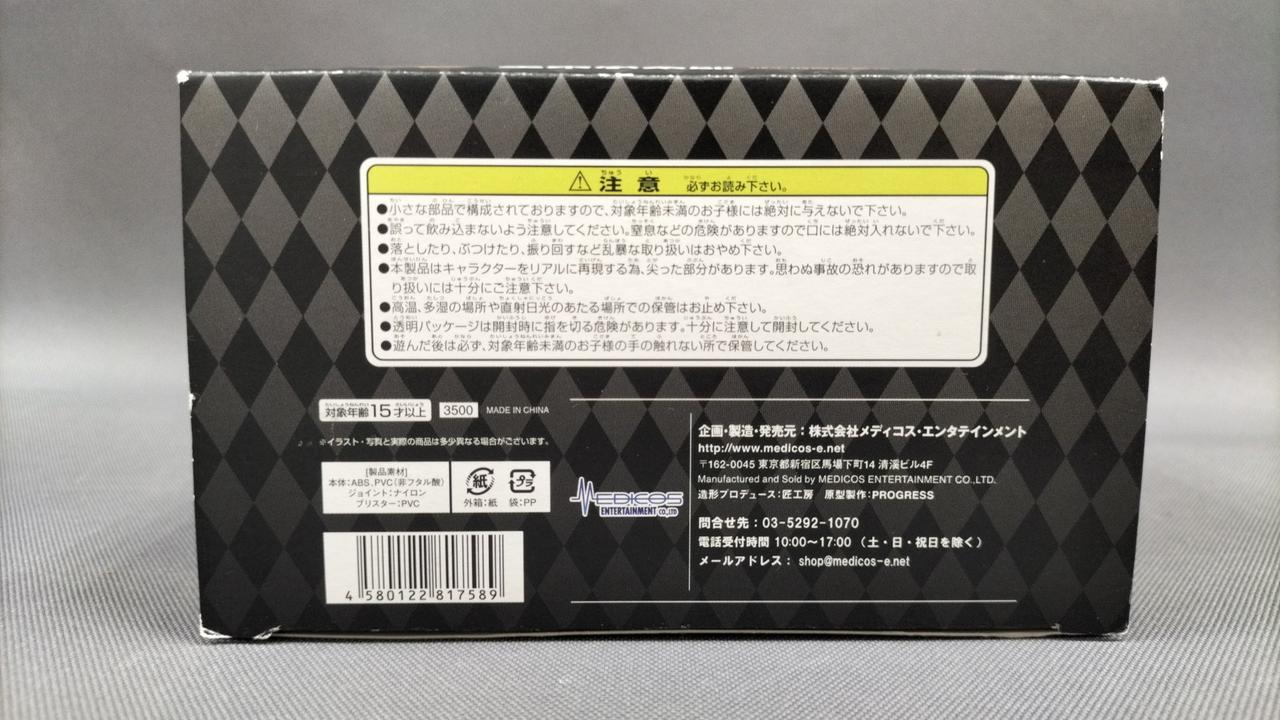 ⚠ 注意 必ずお読み下さい。
●小さな部品で構成されておりますので、対象年齢未満のお子様には絶対に与えないで下さい。
●誤って飲み込まないよう注意してください。窒息などの危険がありますので口には絶対入れないで下さい。
●落としたり、ぶつけたり、振り回すなど乱暴な取り扱いはおやめ下さい。
●本製品はキャラクターをリアルに再現する為、尖った部分があります。思わぬ事故の恐れがありますので取
り扱いには十分にご注意下さい。
●高温、多湿の場所や直射日光のあたる場所での保管はお止め下さい。
●透明パッケージは開封時に指を切る危険があります。十分に注意して開封してください。
●遊んだ後は必ず、対象年齢未満のお子様の手の触れない所で保管してください。
対象年齢15才以上 3500 MADE IN CHINA
※イラスト・写真と実際の商品は多少異なる場合がございます。
[製品素材]
本体:ABS、PVC(非フタル酸)
ジョイント:ナイロン
ブリスター:PVC
紙 プラ
外箱:紙 袋:PP
4 580122 817589
MEDICOS
ENTERTAINMENT CO.,LTD
企画・製造・発売元：株式会社メディコス・エンタテインメント
http://www.medicos-e.net
〒162-0045 東京都新宿区馬場下町14 清溪ビル4F
Manufactured and Sold by MEDICOS ENTERTAINMENT CO.,LTD.
造形プロデュース：匠工房 原型製作：PROGRESS
問合せ先：03-5292-1070
電話受付時間 10:00～17:00 （土・日・祝日を除く）
メールアドレス： shop@medicos-e.net